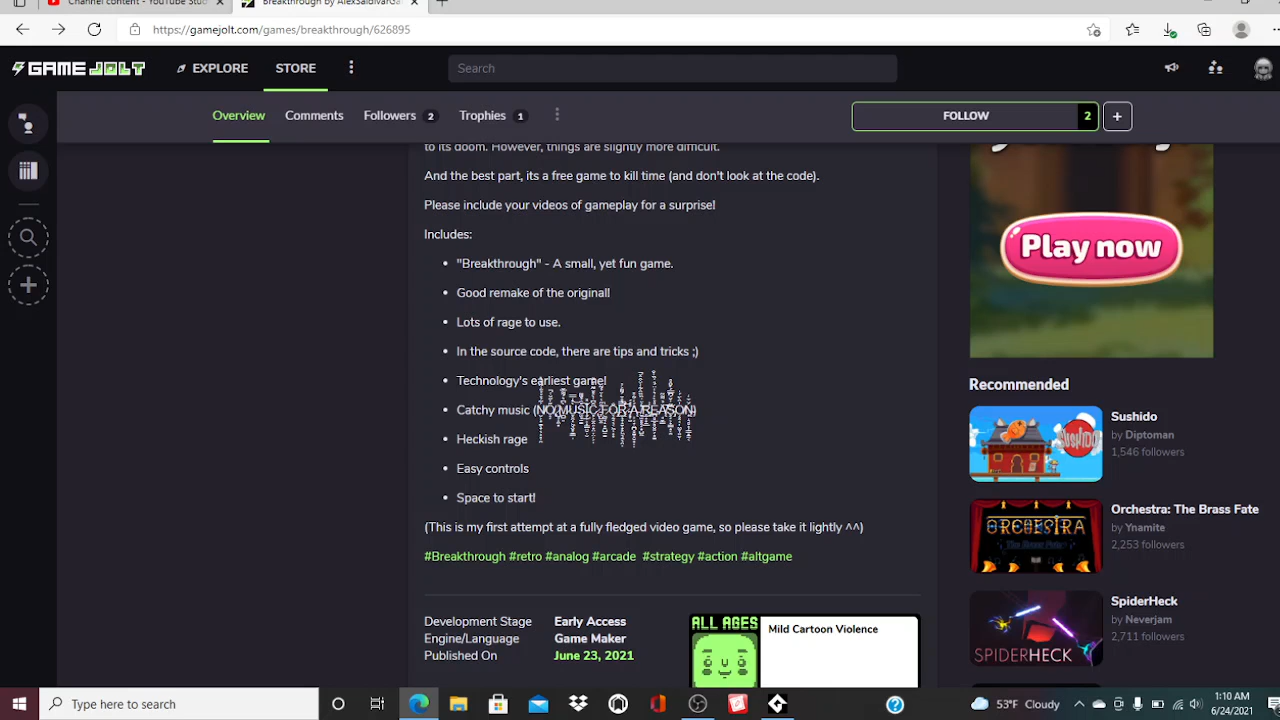 Channel content - YouTube Studio
Breakthrough by AlexSaldivarGa
https://gamejolt.com/games/breakthrough/626895
GAME JOLT
EXPLORE
STORE
Search
Overview
Comments
Followers 2
Trophies 1
FOLLOW 2
to its doom. However, things are slightly more difficult.
And the best part, its a free game to kill time (and don't look at the code).
Please include your videos of gameplay for a surprise!
Includes:
• "Breakthrough" - A small, yet fun game.
• Good remake of the original!
• Lots of rage to use.
• In the source code, there are tips and tricks ;)
• Technology's earliest game!
• Catchy music (NO MUSIC FOR A REASON)
• Heckish rage
• Easy controls
• Space to start!
(This is my first attempt at a fully fledged video game, so please take it lightly ^^)
#Breakthrough #retro #analog #arcade #strategy #action #altgame
Development Stage Early Access
Engine/Language Game Maker
Published On June 23, 2021
ALL AGES
Mild Cartoon Violence
Play now
Recommended
SUSHIDO
Sushido
by Diptoman
1,546 followers
ORCHESTRA
Orchestra: The Brass Fate
by Ynamite
2,253 followers
SPIDERHECK
SpiderHeck
by Neverjam
2,711 followers
Type here to search
53°F Cloudy
1:10 AM
6/24/2021